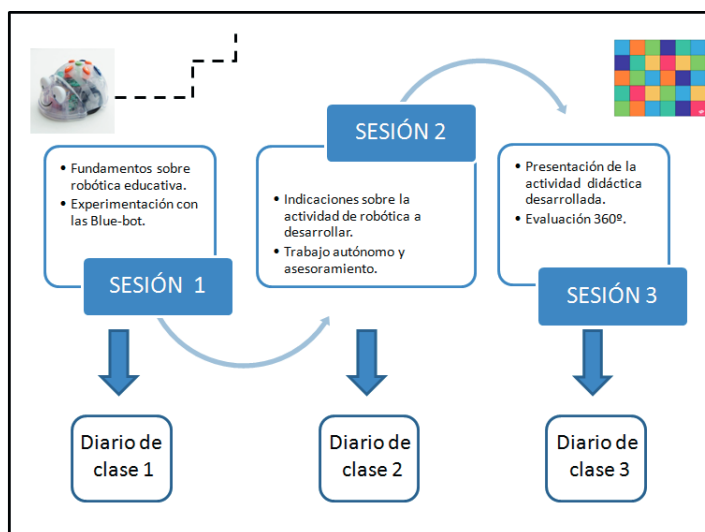 • Fundamentos sobre
robótica educativa.
• Experimentación con
las Blue-bot.
SESIÓN 1
SESIÓN 2
• Indicaciones sobre la
actividad de robótica a
desarrollar.
• Trabajo autónomo y
asesoramiento.
• Presentación de la
actividad didáctica
desarrollada.
• Evaluación 360º.
SESIÓN 3
Diario de
clase 1
Diario de
clase 2
Diario de
clase 3